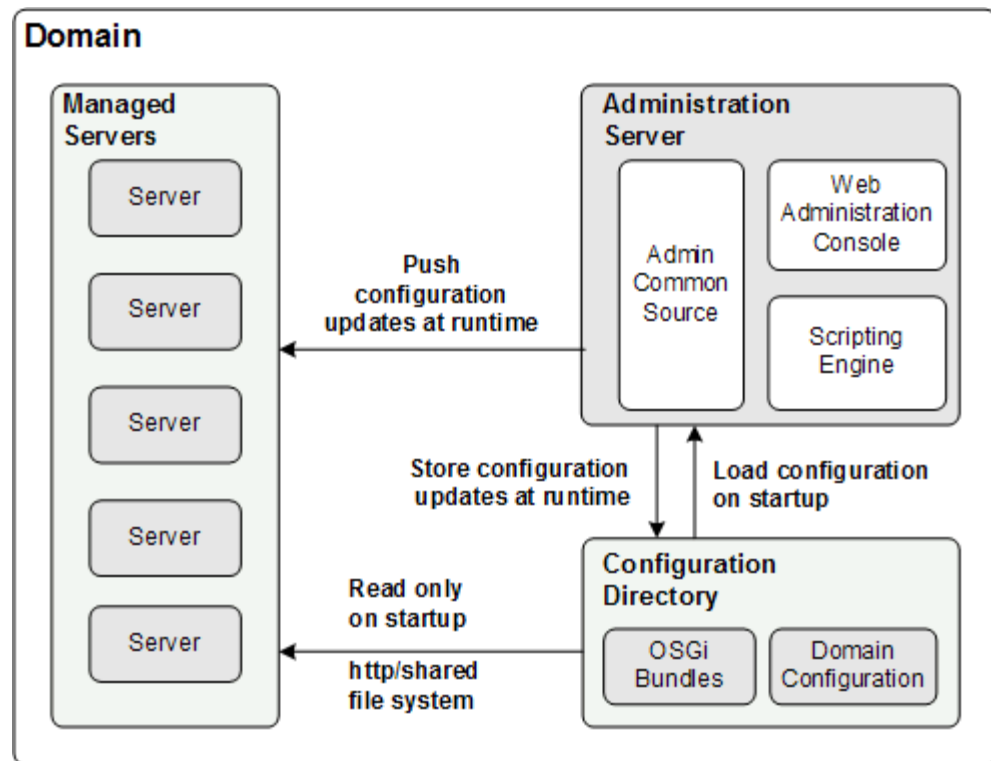 Domain
Managed
Servers
Server
Server
Server
Server
Server
Push
configuration
updates at runtime
Administration
Server
Admin
Common
Source
Web
Administration
Console
Scripting
Engine
Store configuration
updates at runtime
Load configuration
on startup
Read only
on startup
http/shared
file system
Configuration
Directory
OSGi
Bundles
Domain
Configuration